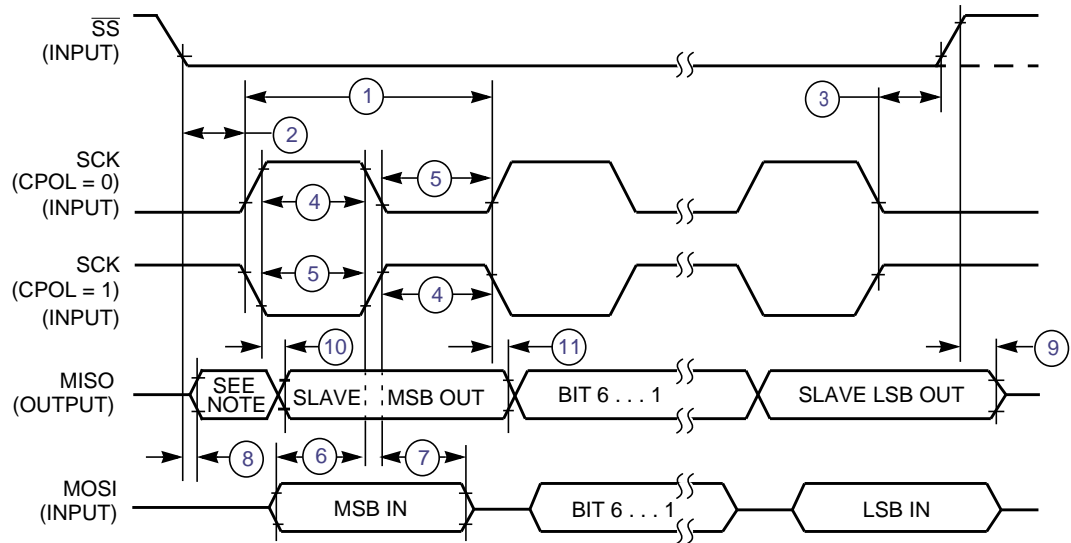 SS
(INPUT)
1
3
2
SCK
(CPOL = 0)
(INPUT)
5
4
SCK
(CPOL = 1)
(INPUT)
5
4
10
11
9
MISO
(OUTPUT)
SEE
NOTE
SLAVE
MSB OUT
BIT 6 . . . 1
SLAVE LSB OUT
8
6
7
MOSI
(INPUT)
MSB IN
BIT 6 . . . 1
LSB IN